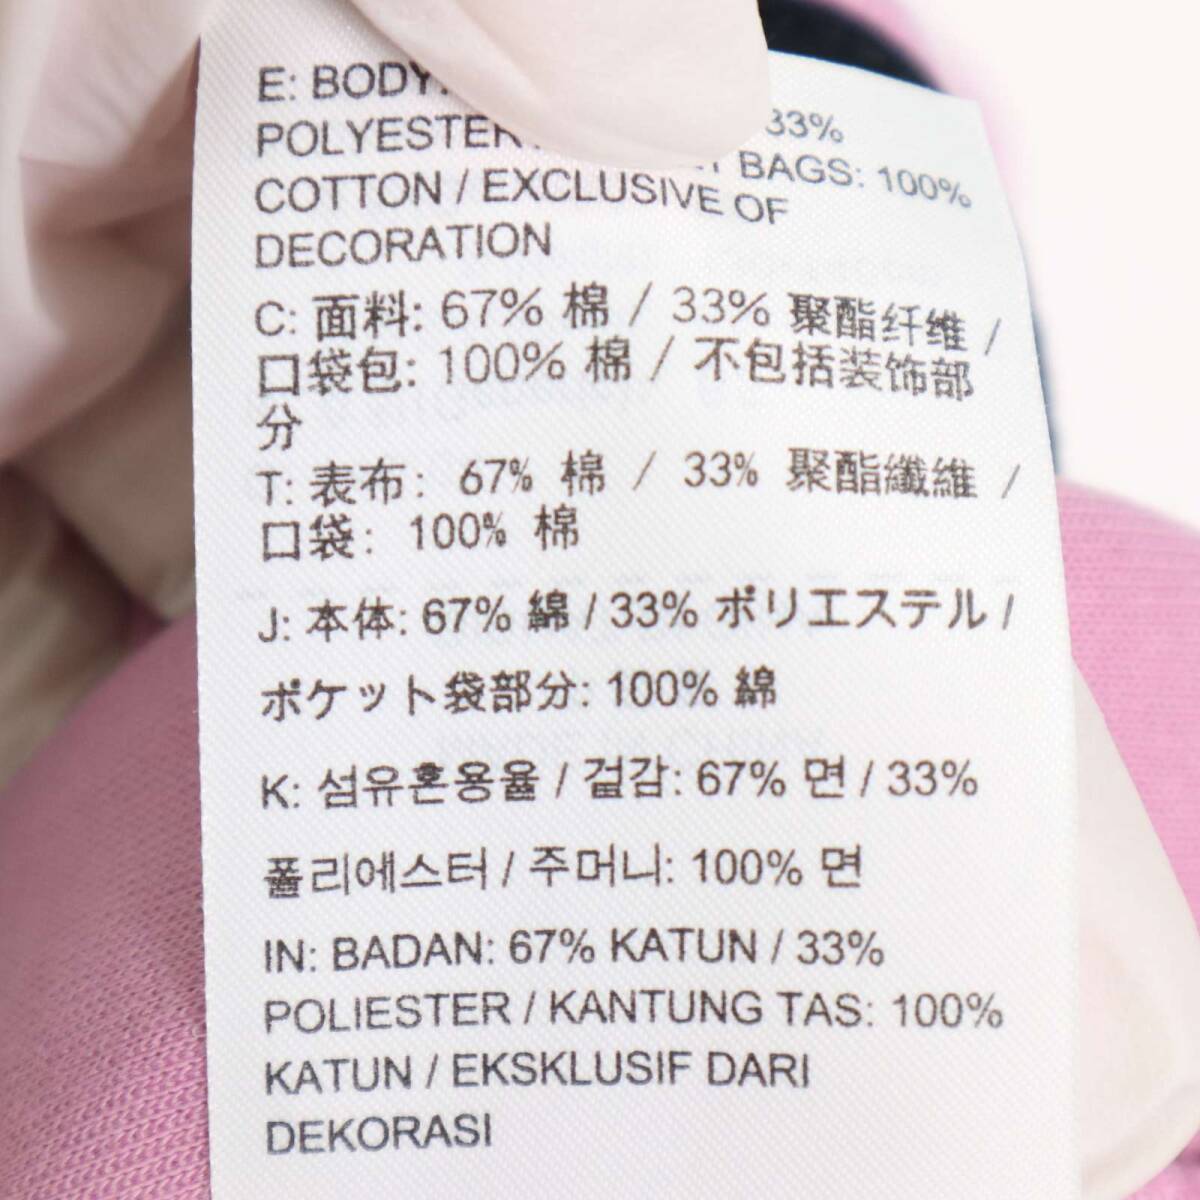 E: BODY:
33%
POLYESTER
BAGS: 100%
COTTON / EXCLUSIVE OF
DECORATION
C: 面料: 67% 棉 / 33% 聚酯纤维 /
口袋包: 100% 棉 / 不包括装饰部
分
T: 表布: 67% 棉 / 33% 聚酯纖維 /
口袋: 100% 棉
J: 本体: 67% 綿 / 33% ポリエステル /
ポケット袋部分: 100% 綿
K: 섬유혼용율 / 겉감: 67% 면 / 33%
폴리에스터 / 주머니: 100% 면
IN: BADAN: 67% KATUN / 33%
POLIESTER / KANTUNG TAS: 100%
KATUN / EKSKLUSIF DARI
DEKORASI